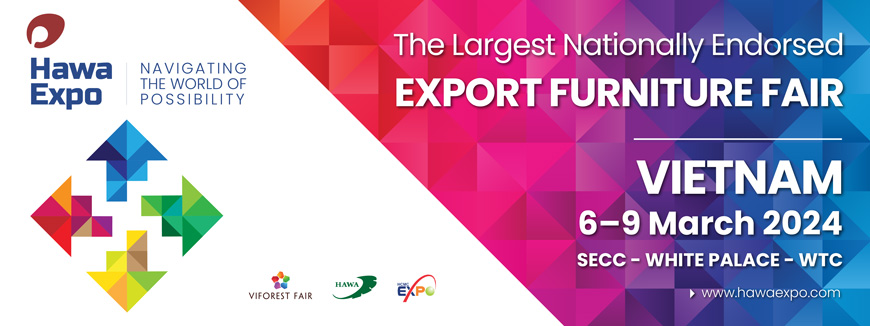 Hawa
Expo
NAVIGATING
THE WORLD OF
POSSIBILITY
The Largest Nationally Endorsed
EXPORT FURNITURE FAIR
VIETNAM
6–9 March 2024
SECC - WHITE PALACE - WTC
www.hawaexpo.com
VIFOREST FAIR
HAWA
EXPO